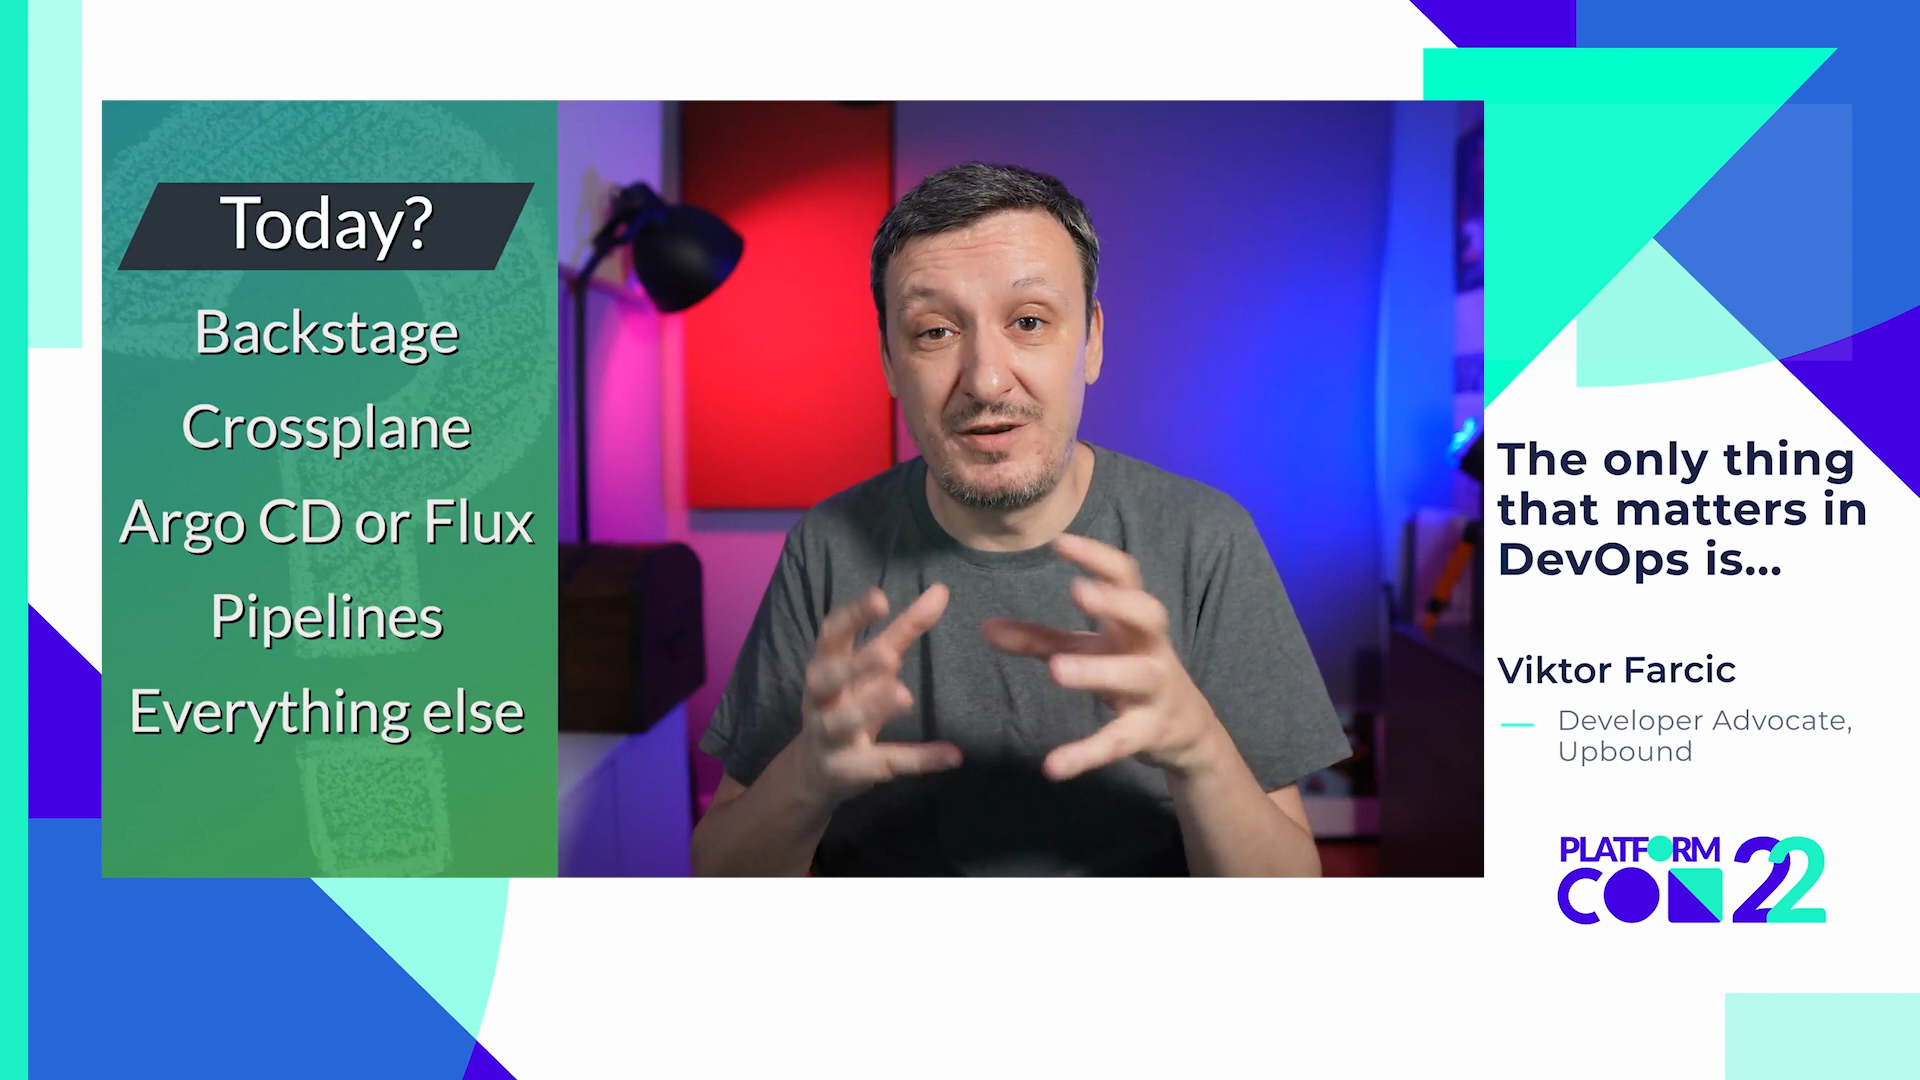 Today?
Backstage
Crossplane
Argo CD or Flux
Pipelines
Everything else
The only thing
that matters in
DevOps is...
Viktor Farcic
Developer Advocate,
Upbound
PLATFORM
CON 22